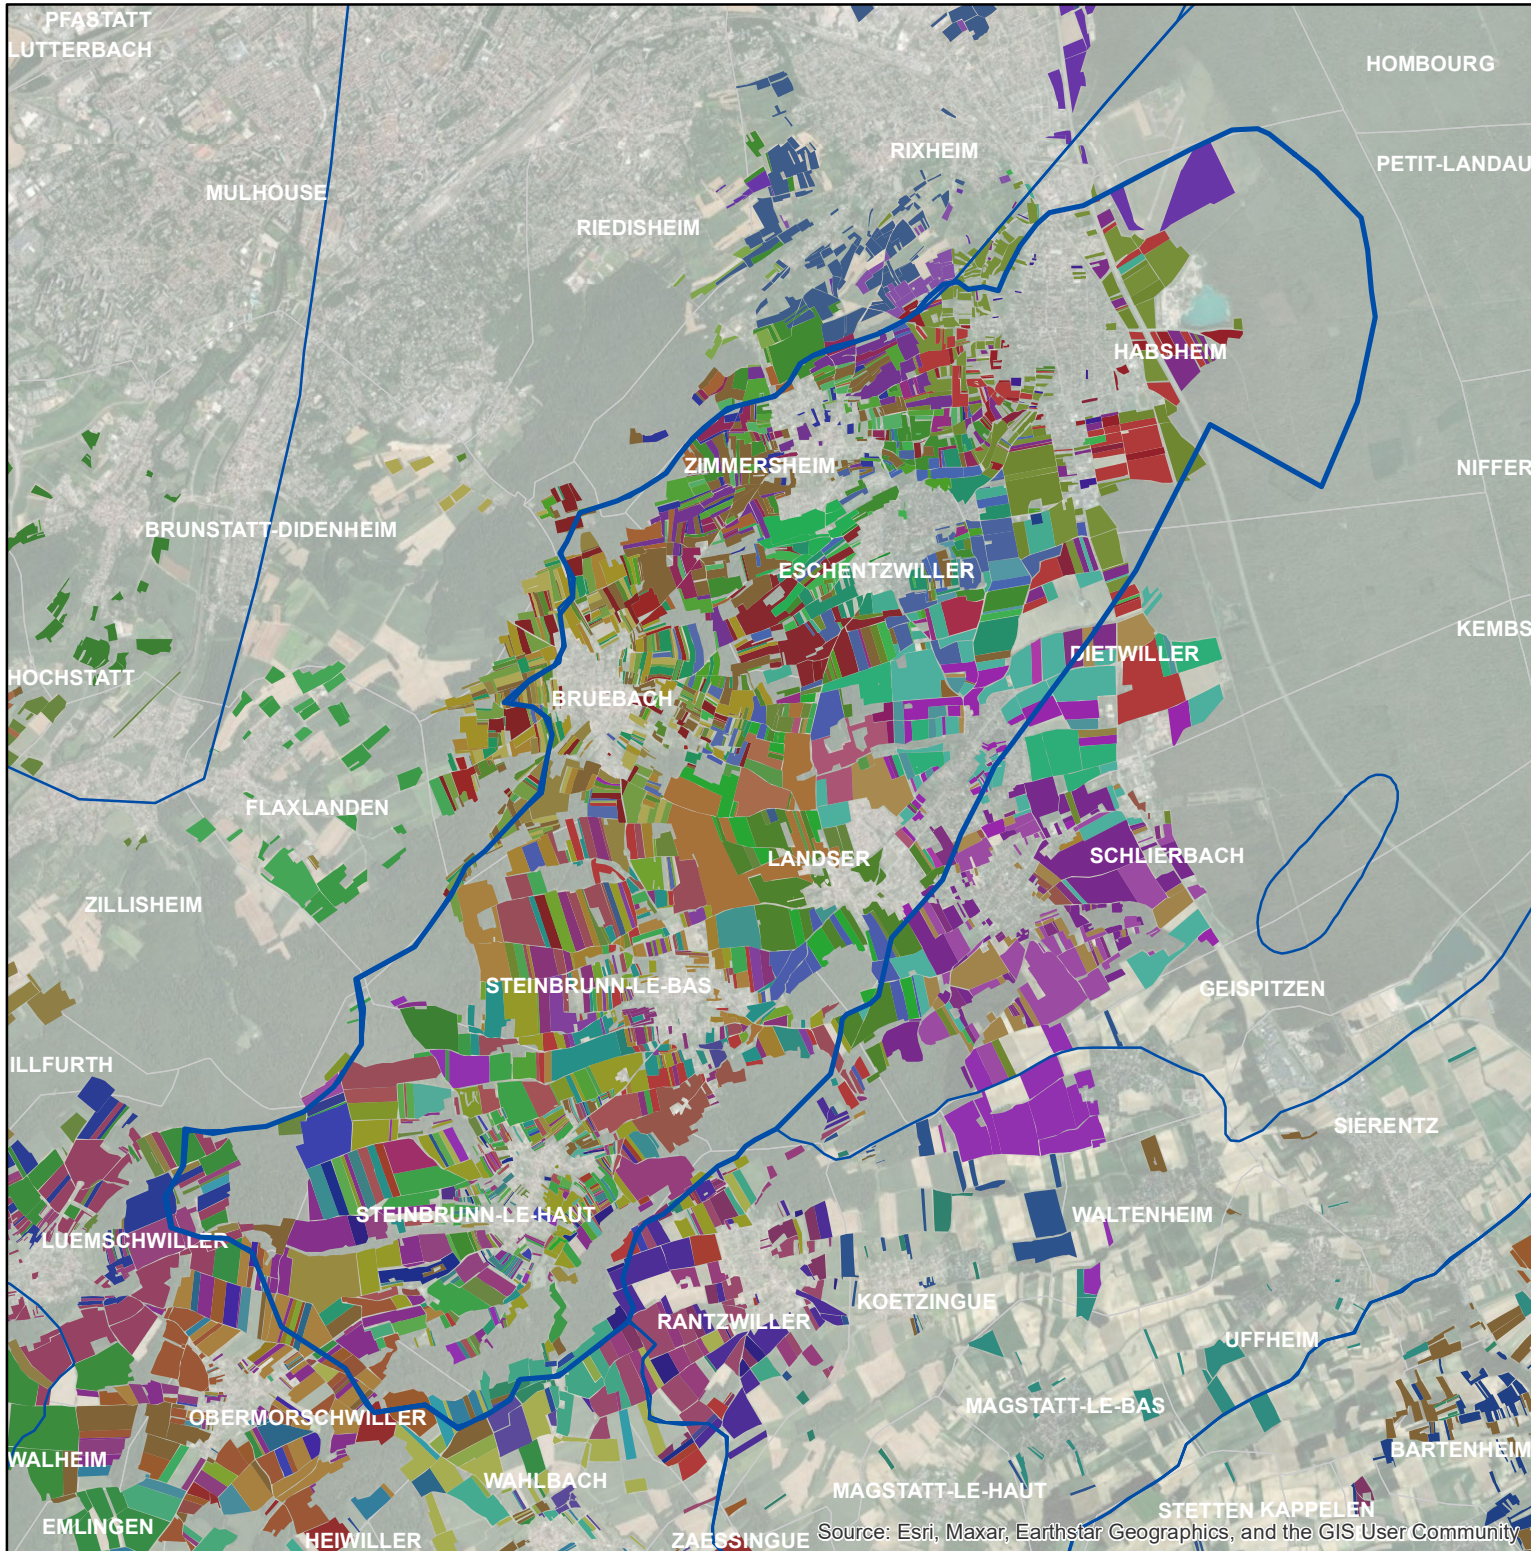 PFASTATT
LUTTERBACH
HOMBOURG
RIXHEIM
PETIT-LANDAU
MULHOUSE
RIEDISHEIM
HABSHEIM
ZIMMERSHEIM
NIFFER
BRUNSTATT-DIDENHEIM
ESCHENTZWILLER
KEMBS
DIETWILLER
HOCHSTATT
BRUEBACH
FLAXLANDEN
LANDSER
SCHLIERBACH
ZILLISHEIM
STEINBRUNN-LE-BAS
GEISPITZEN
ILLFURTH
SIERENTZ
STEINBRUNN-LE-HAUT
WALTENHEIM
LUEMSCHWILLER
KOETZINGUE
RANTZWILLER
UFFHEIM
MAGSTATT-LE-BAS
OBERMORSCHWILLER
BARTENHEIM
WALHEIM
WAHLBACH
MAGSTATT-LE-HAUT
STETTEN KAPPELEN
EMLINGEN
HEIWILLER
ZAESSINGUE
Source: Esri, Maxar, Earthstar Geographics, and the GIS User Community